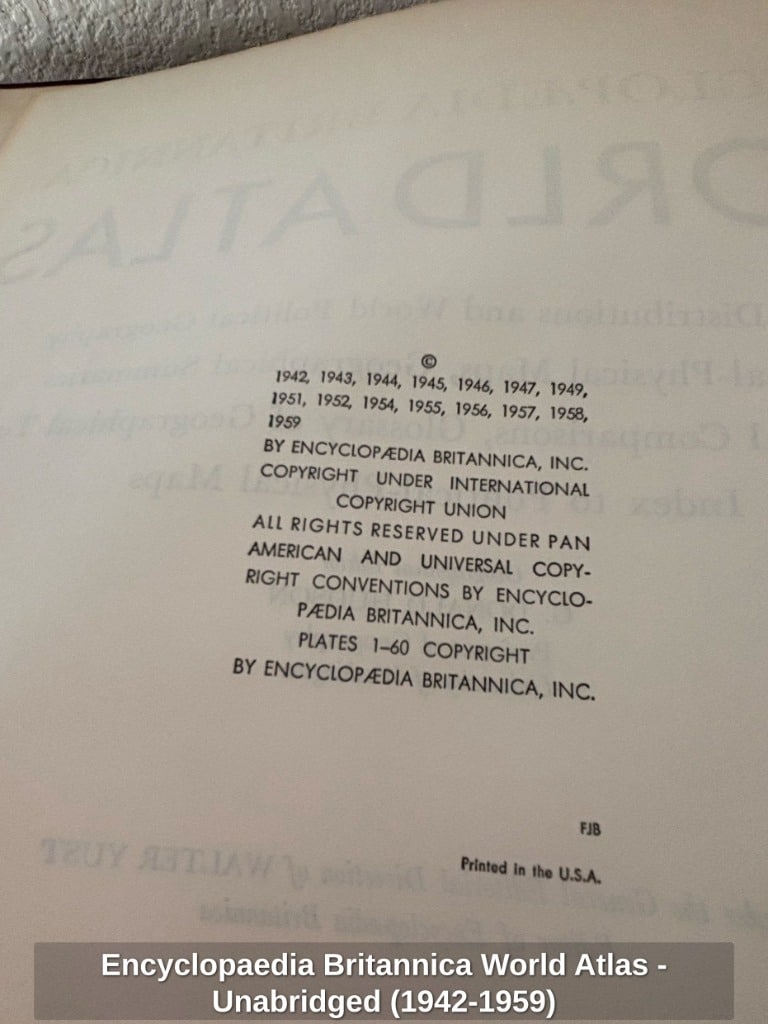 ©
1942, 1943, 1944, 1945, 1946, 1947, 1949,
1951, 1952, 1954, 1955, 1956, 1957, 1958,
1959
BY ENCYCLOPÆDIA BRITANNICA, INC.
COPYRIGHT UNDER INTERNATIONAL
COPYRIGHT UNION
ALL RIGHTS RESERVED UNDER PAN
AMERICAN AND UNIVERSAL COPY-
RIGHT CONVENTIONS BY ENCYCLO-
PÆDIA BRITANNICA, INC.
PLATES 1–60 COPYRIGHT
BY ENCYCLOPÆDIA BRITANNICA, INC.
FJB
Printed in the U.S.A.
Encyclopaedia Britannica World Atlas -
Unabridged (1942-1959)